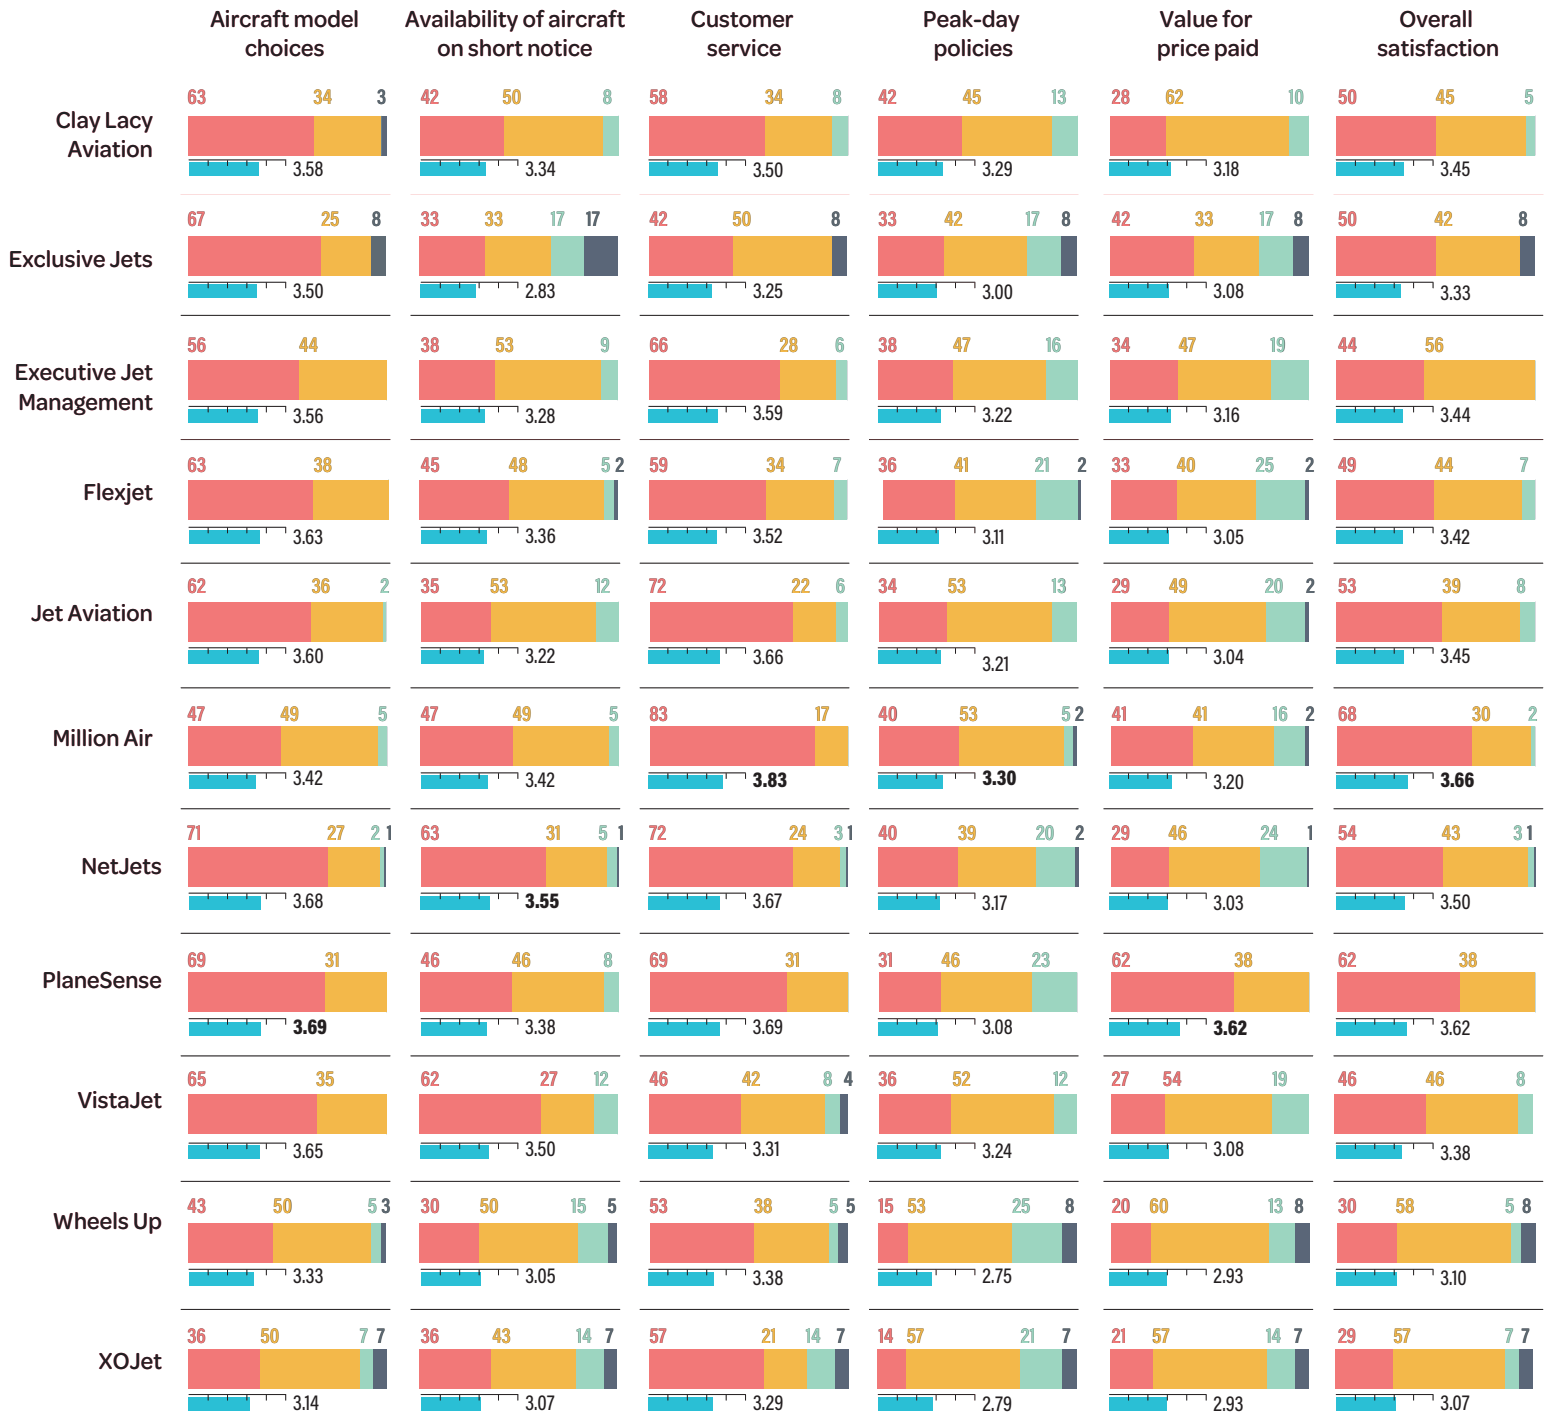 Aircraft model choices
Availability of aircraft on short notice
Customer service
Peak-day policies
Value for price paid
Overall satisfaction
Clay Lacy Aviation
63 34 3 42 50 8 58 34 8 42 45 13 28 62 10 50 45 5
3.58 3.34 3.50 3.29 3.18 3.45
Exclusive Jets
67 25 8 33 33 17 17 42 50 8 33 42 17 8 42 33 17 8 50 42 8
3.50 2.83 3.25 3.00 3.08 3.33
Executive Jet Management
56 44 38 53 9 66 28 6 38 47 16 34 47 19 44 56
3.56 3.28 3.59 3.22 3.16 3.44
Flexjet
63 38 45 48 5 2 59 34 7 36 41 21 2 33 40 25 2 49 44 7
3.63 3.36 3.52 3.11 3.05 3.42
Jet Aviation
62 36 2 35 53 12 72 22 6 34 53 13 29 49 20 2 53 39 8
3.60 3.22 3.66 3.21 3.04 3.45
Million Air
47 49 5 47 49 5 83 17 40 53 5 2 41 41 16 2 68 30 2
3.42 3.42 3.83 3.30 3.20 3.66
NetJets
71 27 2 1 63 31 5 1 72 24 3 1 40 39 20 2 29 46 24 1 54 43 3 1
3.68 3.55 3.67 3.17 3.03 3.50
PlaneSense
69 31 46 46 8 69 31 31 46 23 62 38 62 38
3.69 3.38 3.69 3.08 3.62 3.62
VistaJet
65 35 62 27 12 46 42 8 4 36 52 12 27 54 19 46 46 8
3.65 3.50 3.31 3.24 3.08 3.38
Wheels Up
43 50 5 3 30 50 15 5 53 38 5 5 15 53 25 8 20 60 13 8 30 58 5 8
3.33 3.05 3.38 2.75 2.93 3.10
XOJet
36 50 7 7 36 43 14 7 57 21 14 7 14 57 21 7 21 57 14 7 29 57 7 7
3.14 3.07 3.29 2.79 2.93 3.07